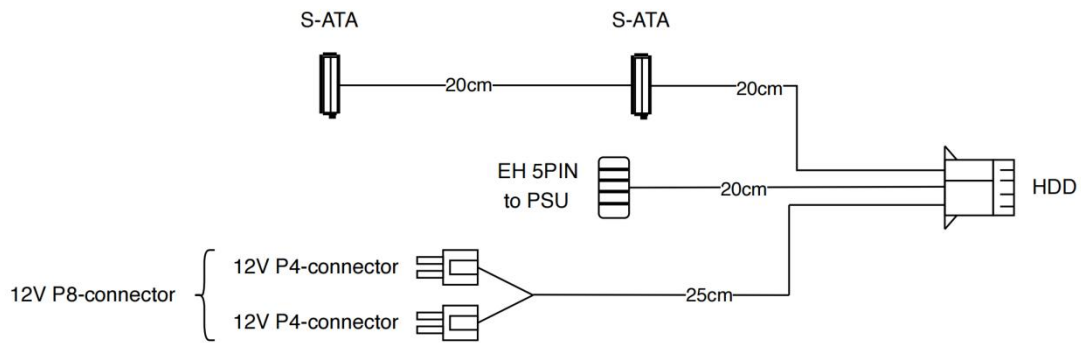 S-ATA
S-ATA
20cm
20cm
EH 5PIN
to PSU
20cm
HDD
12V P4-connector
12V P8-connector
25cm
12V P4-connector